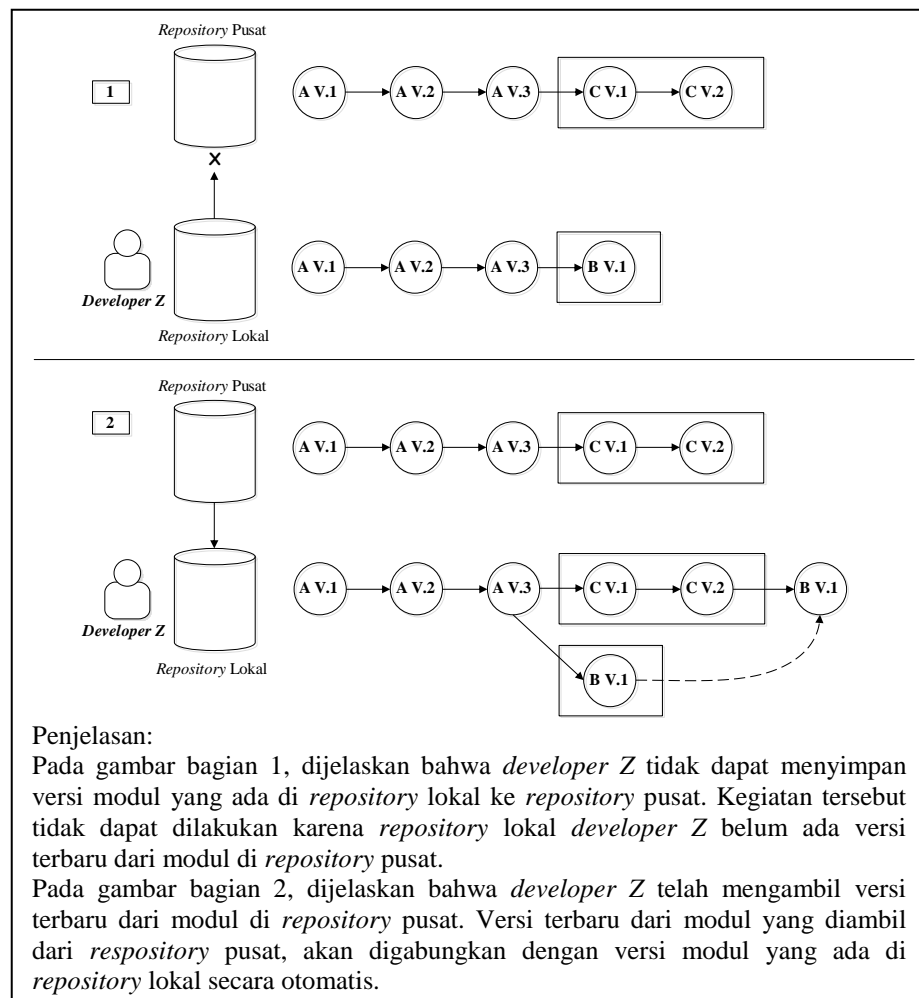 Repository Pusat
1
A V.1 A V.2 A V.3 C V.1 C V.2
X
A V.1 A V.2 A V.3 B V.1
Developer Z
Repository Lokal
Repository Pusat
2
A V.1 A V.2 A V.3 C V.1 C V.2
A V.1 A V.2 A V.3 C V.1 C V.2 B V.1
Developer Z
Repository Lokal
B V.1
Penjelasan:
Pada gambar bagian 1, dijelaskan bahwa developer Z tidak dapat menyimpan
versi modul yang ada di repository lokal ke repository pusat. Kegiatan tersebut
tidak dapat dilakukan karena repository lokal developer Z belum ada versi
terbaru dari modul di repository pusat.
Pada gambar bagian 2, dijelaskan bahwa developer Z telah mengambil versi
terbaru dari modul di repository pusat. Versi terbaru dari modul yang diambil
dari respository pusat, akan digabungkan dengan versi modul yang ada di
repository lokal secara otomatis.